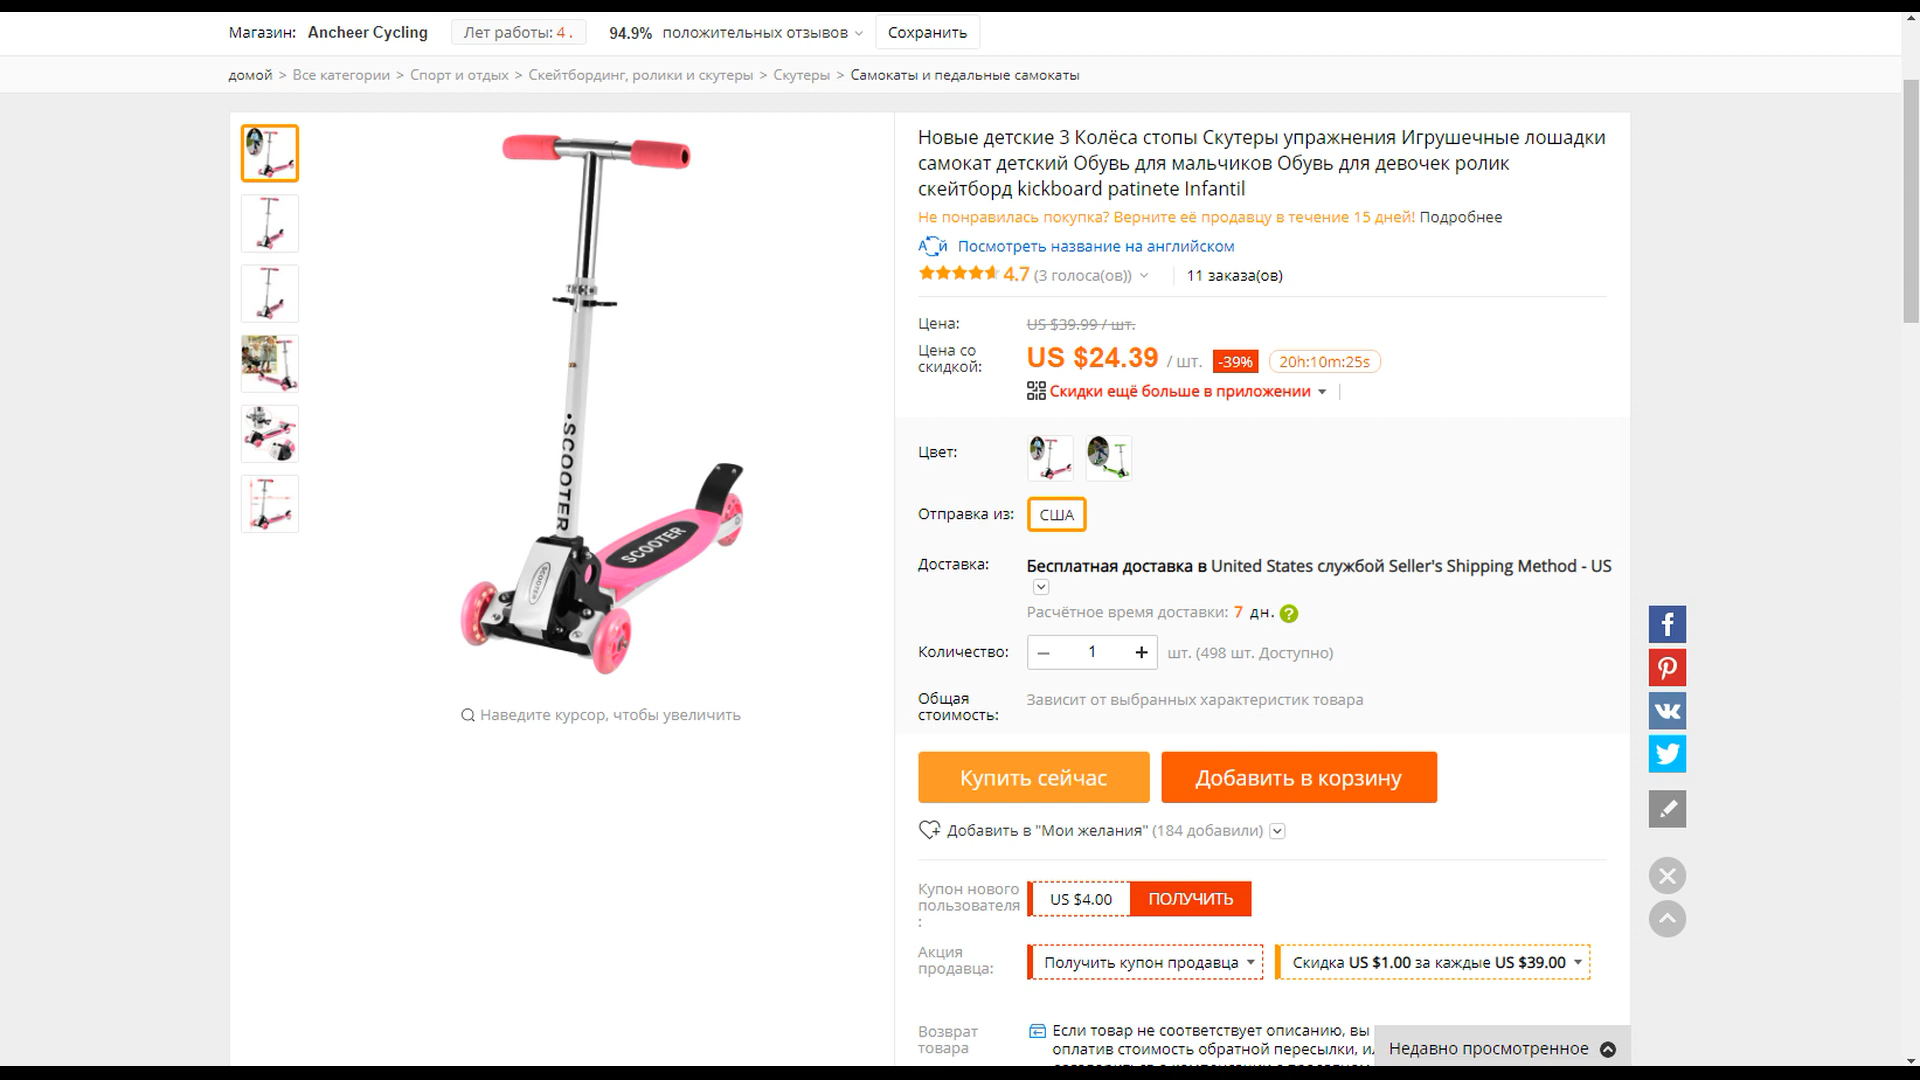 Магазин: Ancheer Cycling Лет работы: 4 . 94.9% положительных отзывов Сохранить
домой > Все категории > Спорт и отдых > Скейтбординг, ролики и скутеры > Скутеры > Самокаты и педальные самокаты
Новые детские 3 Колёса стопы Скутеры упражнения Игрушечные лошадки
самокат детский Обувь для мальчиков Обувь для девочек ролик
скейтборд kickboard patinete Infantil
Не понравилась покупка? Верните её продавцу в течение 15 дней! Подробнее
Посмотреть название на английском
4.7 (3 голоса(ов)) 11 заказа(ов)
Цена: US $39.99 / шт.
Цена со
скидкой: US $24.39 / шт. -39% 20h:10m:25s
Скидки ещё больше в приложении
Цвет:
Отправка из: США
Доставка: Бесплатная доставка в United States службой Seller's Shipping Method - US
Расчётное время доставки: 7 дн. ?
Количество: − 1 + шт. (498 шт. Доступно)
Общая
стоимость: Зависит от выбранных характеристик товара
SCOOTER
SCOOTER
SCOOTER
Наведите курсор, чтобы увеличить
Купить сейчас Добавить в корзину
Добавить в "Мои желания" (184 добавили)
Купон нового
пользователя
: US $4.00 ПОЛУЧИТЬ
Акция
продавца: Получить купон продавца Скидка US $1.00 за каждые US $39.00
Возврат
товара Если товар не соответствует описанию, вы
оплатив стоимость обратной пересылки, и
Недавно просмотренное